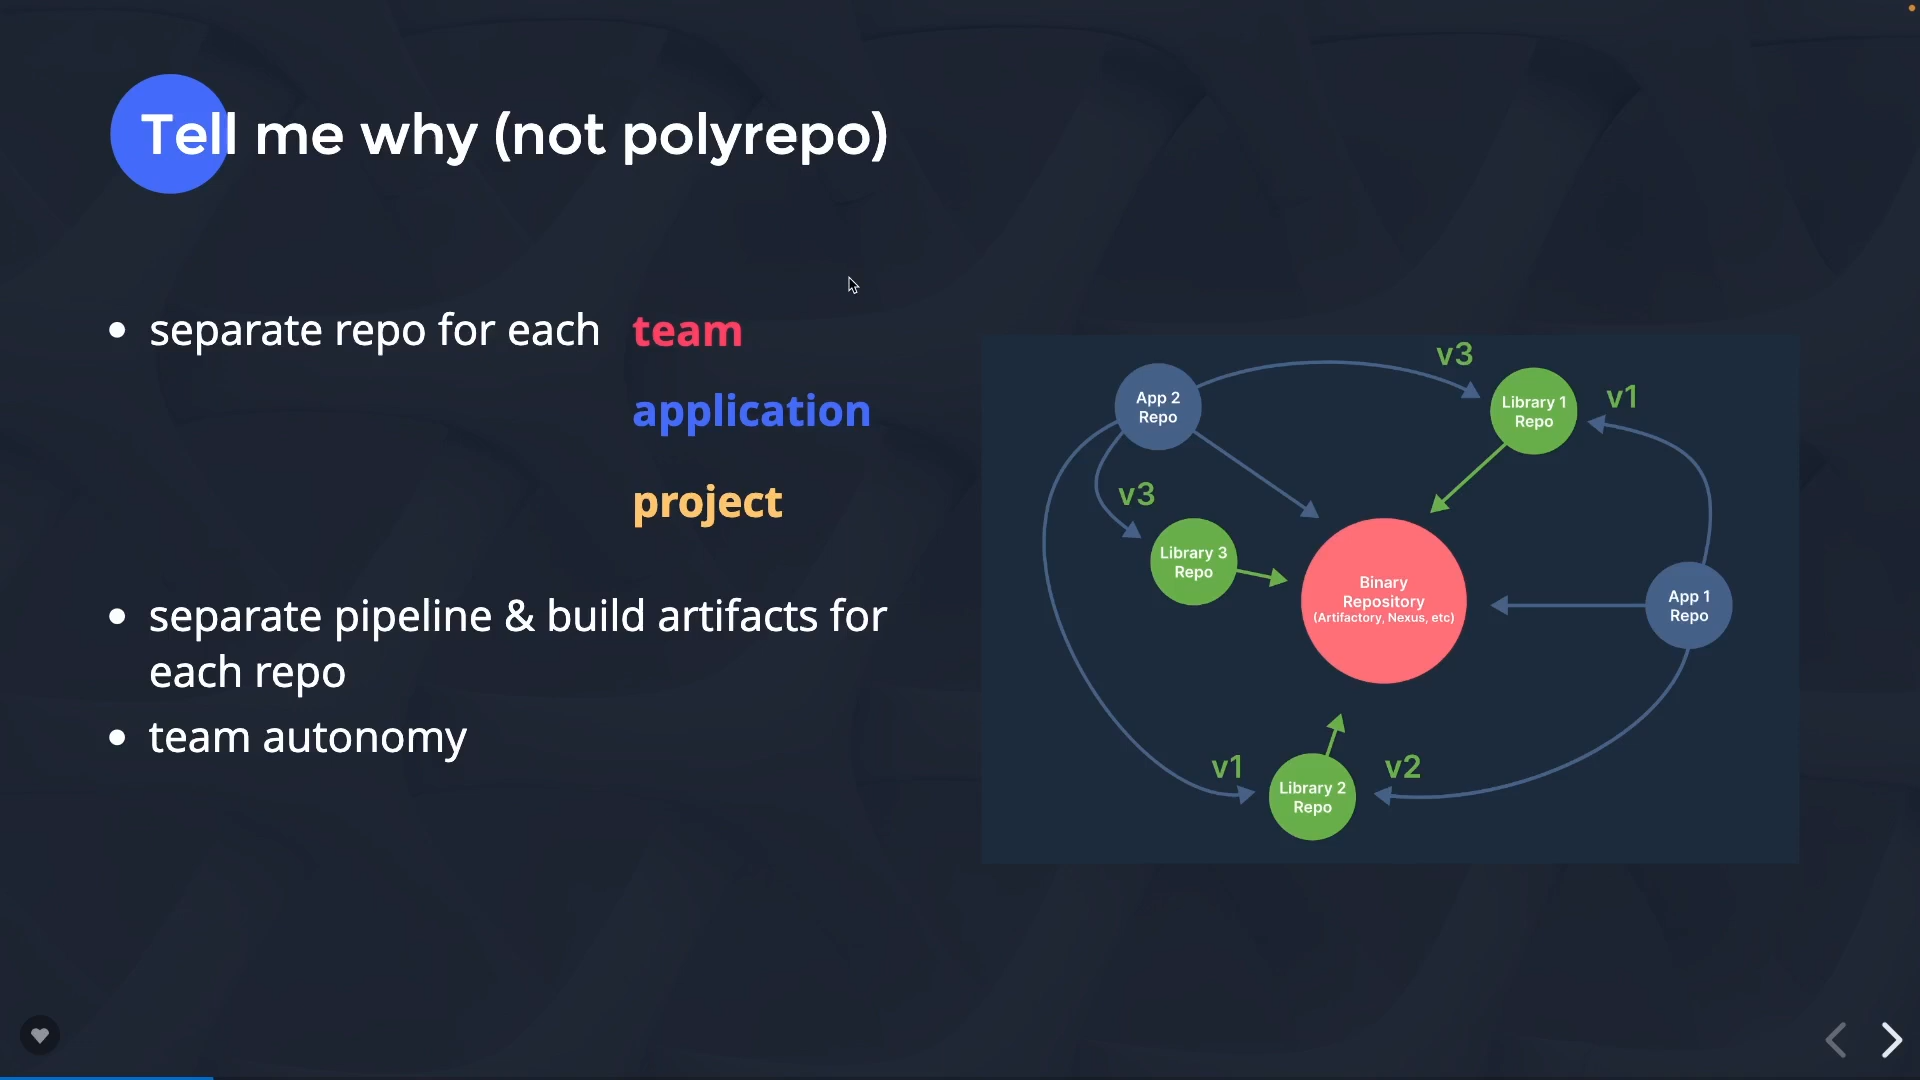 Tell me why (not polyrepo)
• separate repo for each team
application
project
• separate pipeline & build artifacts for
each repo
• team autonomy
v3
App 2
Repo
Library 1
Repo
v1
v3
Library 3
Repo
Binary
Repository
(Artifactory, Nexus, etc)
App 1
Repo
v1
Library 2
Repo
v2